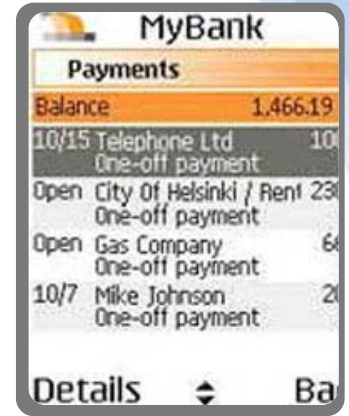 MyBank
Payments
Balance 1,466.19
10/15 Telephone Ltd 10
One-off payment
Open City Of Helsinki / Rent 23
One-off payment
Open Gas Company 6
One-off payment
10/7 Mike Johnson 2
One-off payment
Details Ba